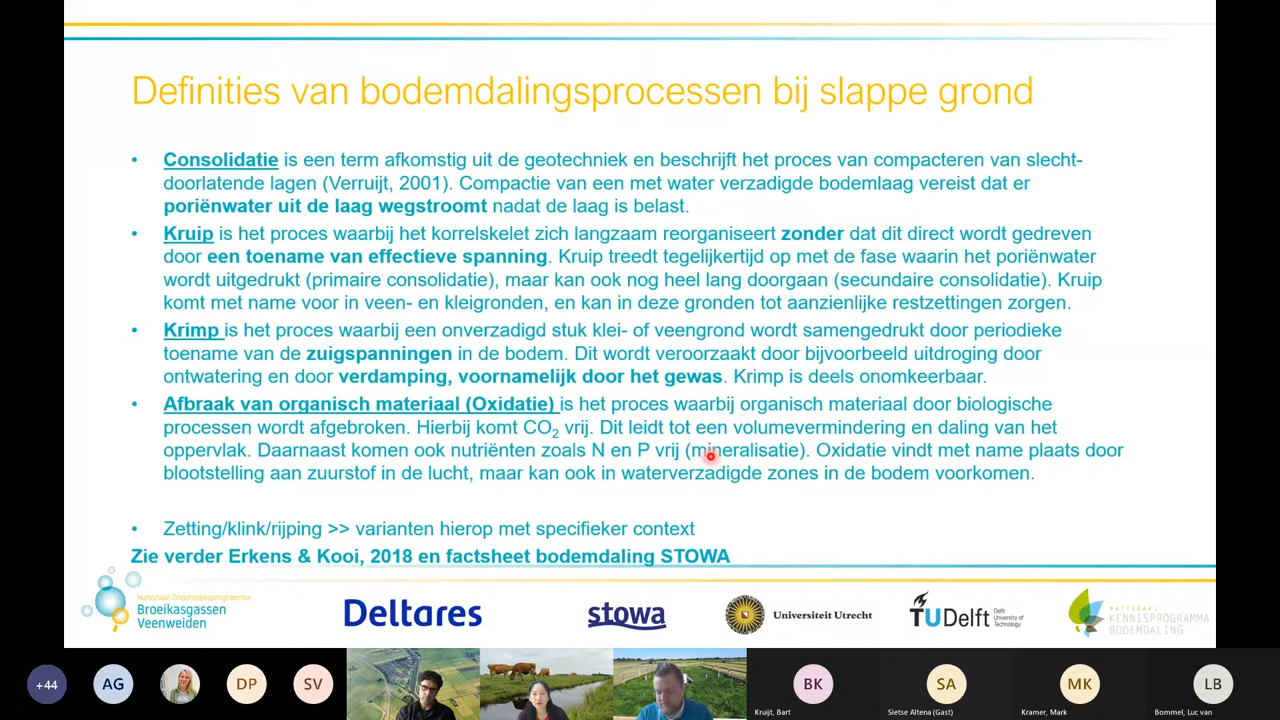 Definities van bodemdalingsprocessen bij slappe grond
• Consolidatie is een term afkomstig uit de geotechniek en beschrijft het proces van compacteren van slecht-
doorlatende lagen (Verruijt, 2001). Compactie van een met water verzadigde bodemlaag vereist dat er
poriënwater uit de laag wegstroomt nadat de laag is belast.
• Kruip is het proces waarbij het korrelskelet zich langzaam reorganiseert zonder dat dit direct wordt gedreven
door een toename van effectieve spanning. Kruip treedt tegelijkertijd op met de fase waarin het poriënwater
wordt uitgedrukt (primaire consolidatie), maar kan ook nog heel lang doorgaan (secundaire consolidatie). Kruip
komt met name voor in veen- en kleigronden, en kan in deze gronden tot aanzienlijke restzettingen zorgen.
• Krimp is het proces waarbij een onverzadigd stuk klei- of veengrond wordt samengedrukt door periodieke
toename van de zuigspanningen in de bodem. Dit wordt veroorzaakt door bijvoorbeeld uitdroging door
ontwatering en door verdamping, voornamelijk door het gewas. Krimp is deels onomkeerbaar.
• Afbraak van organisch materiaal (Oxidatie) is het proces waarbij organisch materiaal door biologische
processen wordt afgebroken. Hierbij komt CO2 vrij. Dit leidt tot een volumevermindering en daling van het
oppervlak. Daarnaast komen ook nutriënten zoals N en P vrij (mineralisatie). Oxidatie vindt met name plaats door
blootstelling aan zuurstof in de lucht, maar kan ook in waterverzadigde zones in de bodem voorkomen.
• Zetting/klink/rijping >> varianten hierop met specifieker context
Zie verder Erkens & Kooi, 2018 en factsheet bodemdaling STOWA
Nationaal Onderzoeksprogramma
Broeikasgassen
Veenweiden
Deltares
stowa
Universiteit Utrecht
TUDelft
Delft
University of
Technology
KENNISPROGRAMMA
BODEMDALING
+44
AG
DP
SV
BK
SA
MK
LB
Kruijt, Bart
Sietse Altena (Gast)
Kramer, Mark
Bommel, Luc van